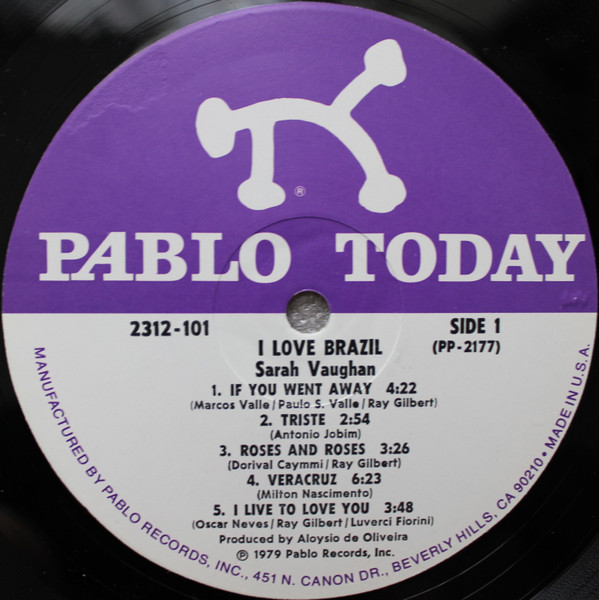 ®
PABLO TODAY
2312-101
SIDE 1
I LOVE BRAZIL
(PP-2177)
Sarah Vaughan
1. IF YOU WENT AWAY 4:22
(Marcos Valle/Paulo S. Valle/Ray Gilbert)
2. TRISTE 2:54
(Antonio Jobim)
3. ROSES AND ROSES 3:26
(Dorival Caymmi/Ray Gilbert)
4. VERACRUZ 6:23
(Milton Nascimento)
5. I LIVE TO LOVE YOU 3:48
(Oscar Neves/Ray Gilbert/Luverci Fiorini)
Produced by Aloysio de Oliveira
℗ 1979 Pablo Records, Inc.
MANUFACTURED BY PABLO RECORDS, INC., 451 N. CANON DR., BEVERLY HILLS, CA 90210 • MADE IN U.S.A.